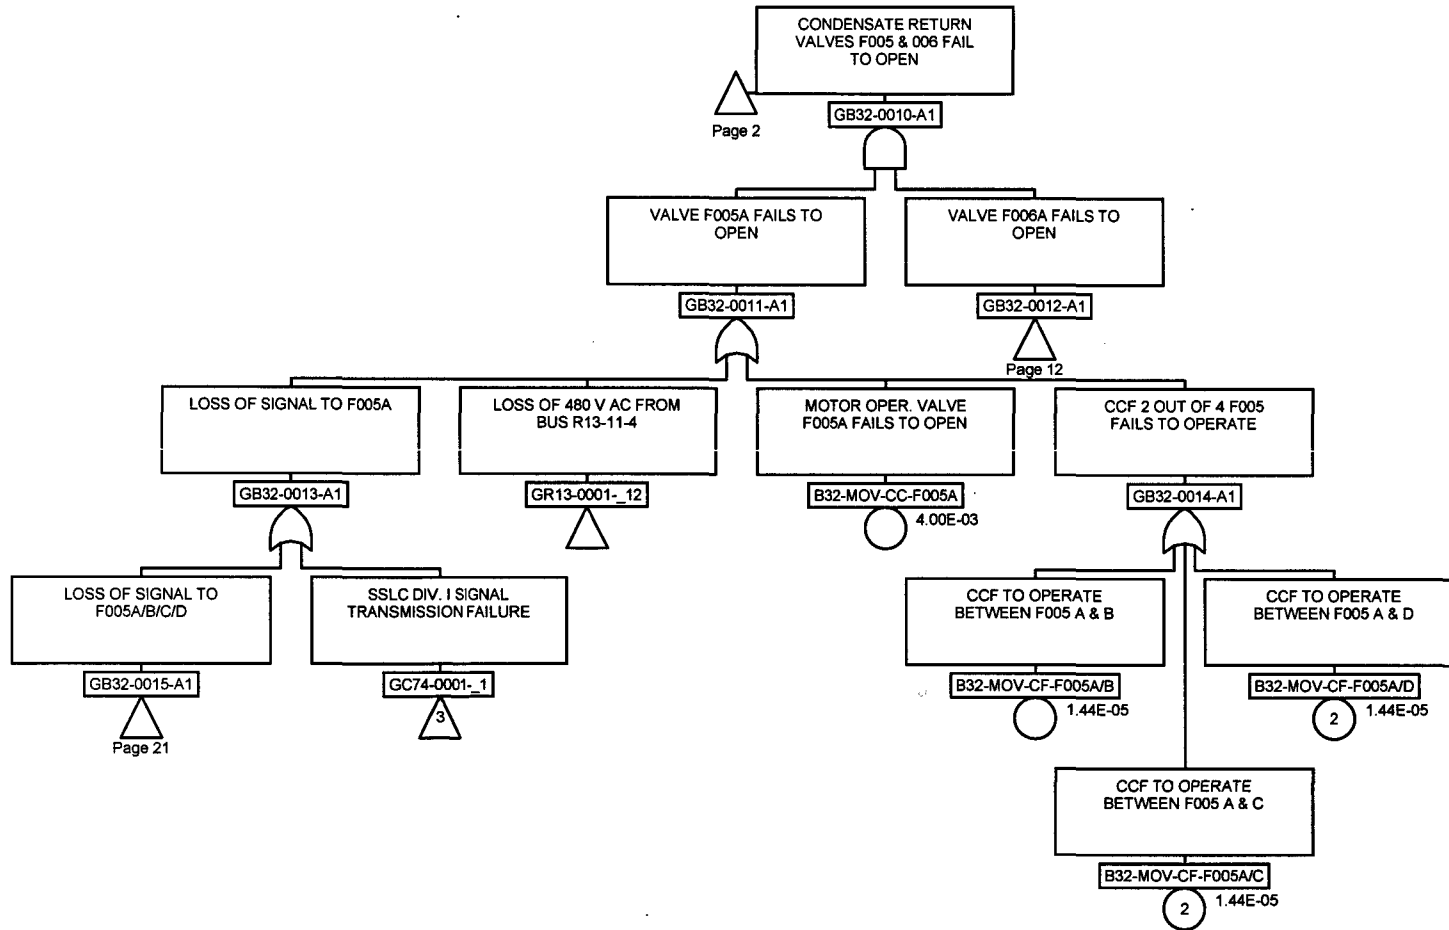 CONDENSATE RETURN
VALVES F005 & 006 FAIL
TO OPEN
Page 2
GB32-0010-A1
VALVE F005A FAILS TO
OPEN
VALVE F006A FAILS TO
OPEN
GB32-0011-A1
GB32-0012-A1
Page 12
LOSS OF SIGNAL TO F005A
LOSS OF 480 V AC FROM
BUS R13-11-4
MOTOR OPER. VALVE
F005A FAILS TO OPEN
CCF 2 OUT OF 4 F005
FAILS TO OPERATE
GB32-0013-A1
GR13-0001-_12
B32-MOV-CC-F005A
4.00E-03
GB32-0014-A1
LOSS OF SIGNAL TO
F005A/B/C/D
SSLC DIV. I SIGNAL
TRANSMISSION FAILURE
CCF TO OPERATE
BETWEEN F005 A & B
CCF TO OPERATE
BETWEEN F005 A & D
GB32-0015-A1
Page 21
GC74-0001-_1
3
B32-MOV-CF-F005A/B
1.44E-05
B32-MOV-CF-F005A/D
2
1.44E-05
CCF TO OPERATE
BETWEEN F005 A & C
B32-MOV-CF-F005A/C
2
1.44E-05